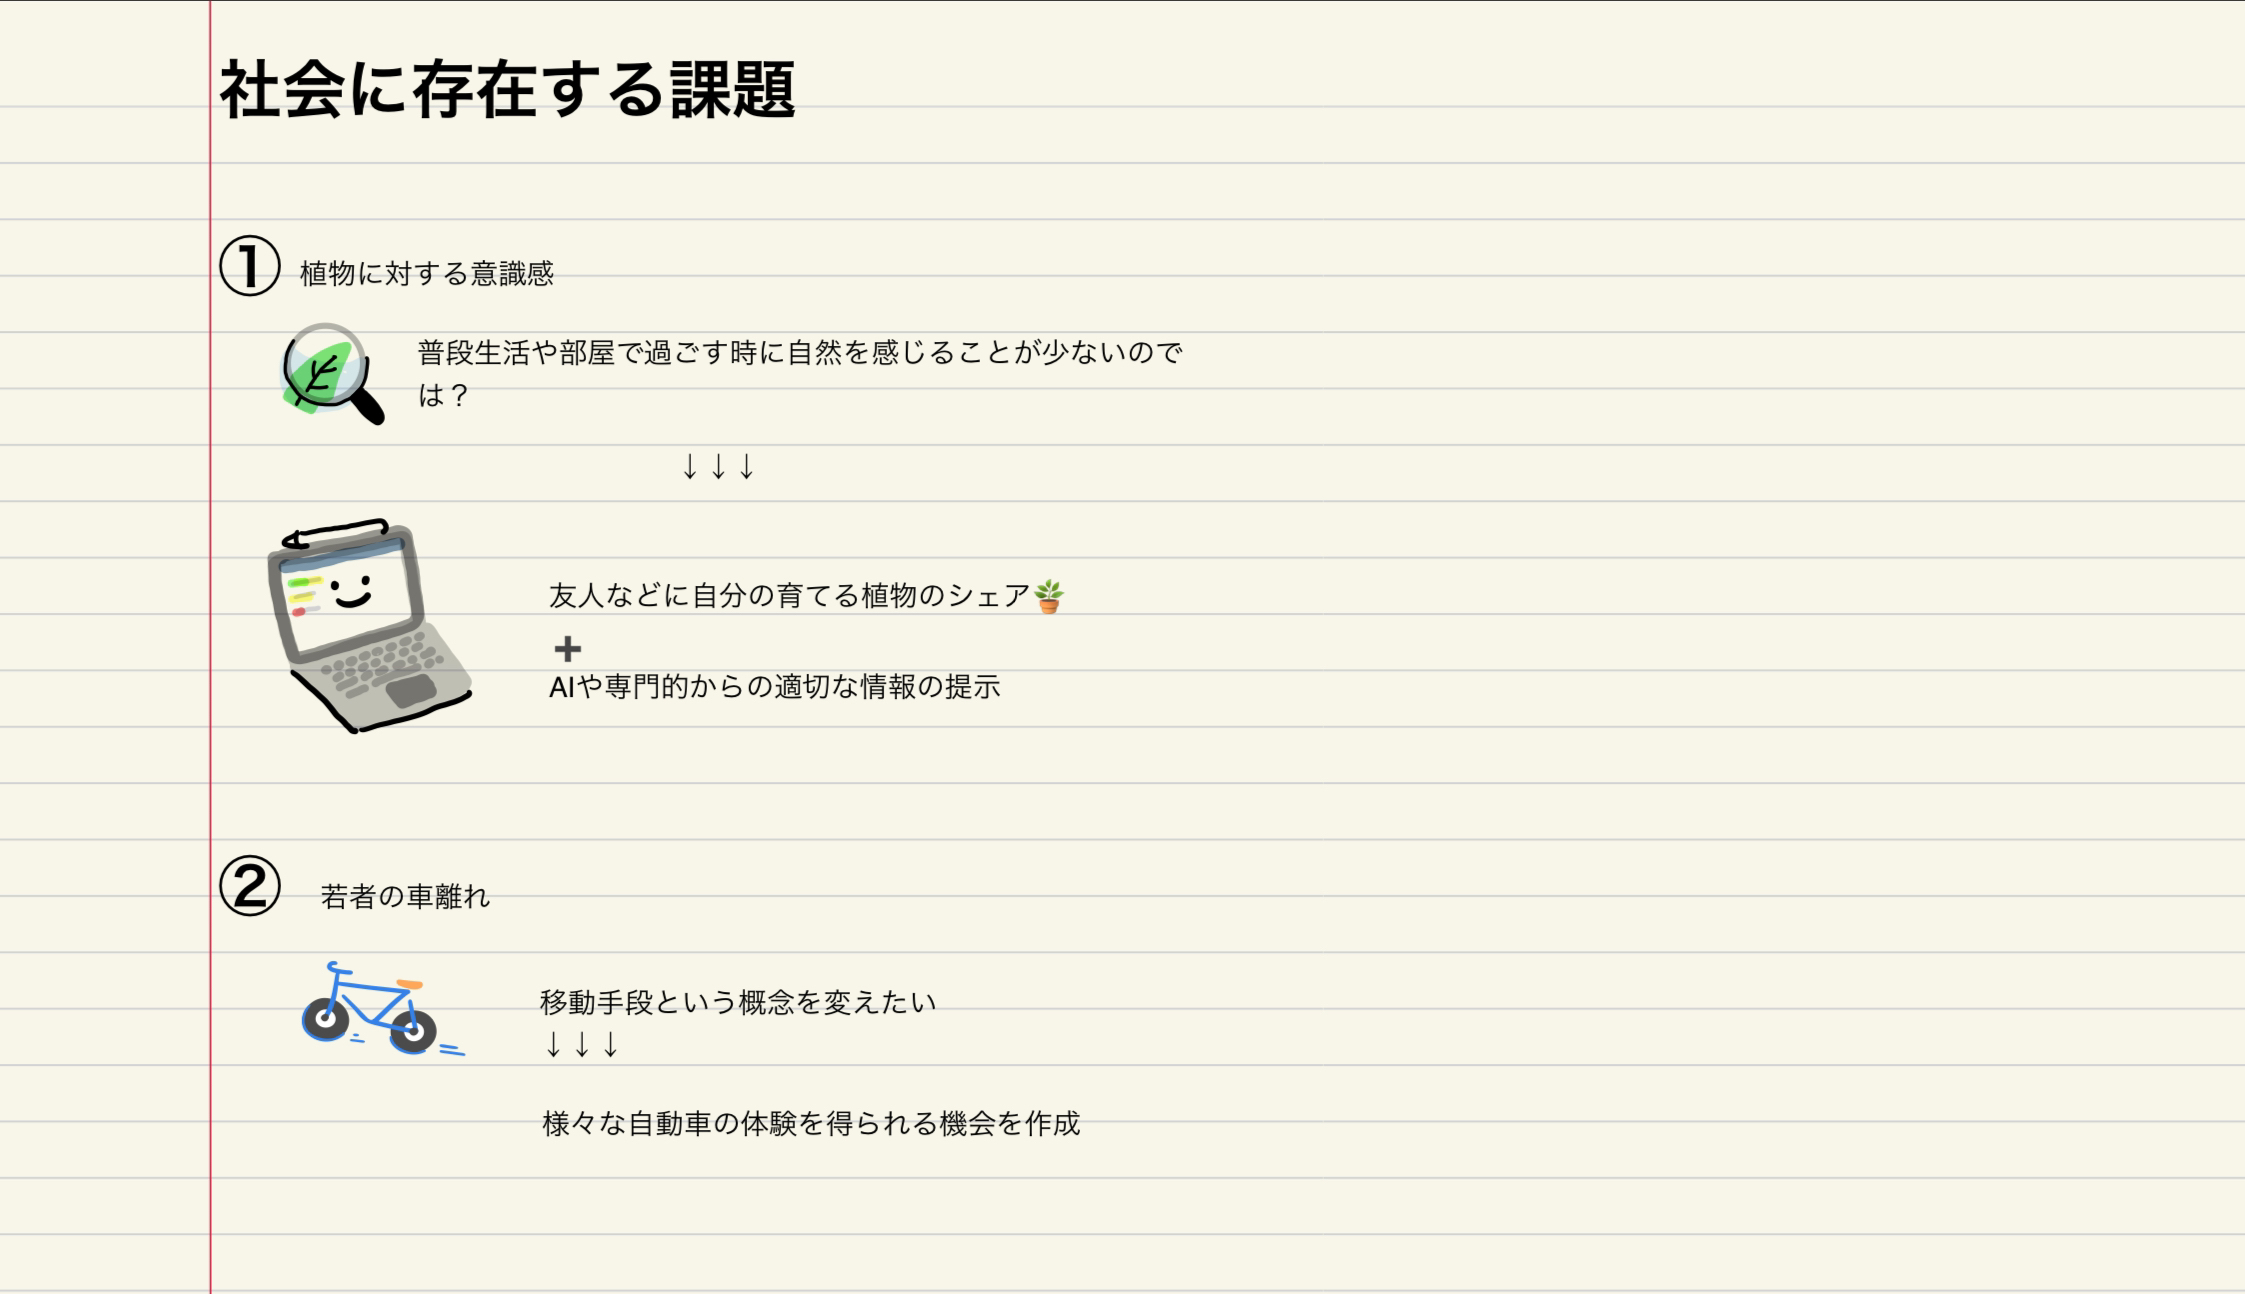 社会に存在する課題
① 植物に対する意識感
普段生活や部屋で過ごす時に自然を感じることが少ないので
は？
↓↓↓
友人などに自分の育てる植物のシェア🪴
➕
AIや専門的からの適切な情報の提示
② 若者の車離れ
移動手段という概念を変えたい
↓↓↓
様々な自動車の体験を得られる機会を作成